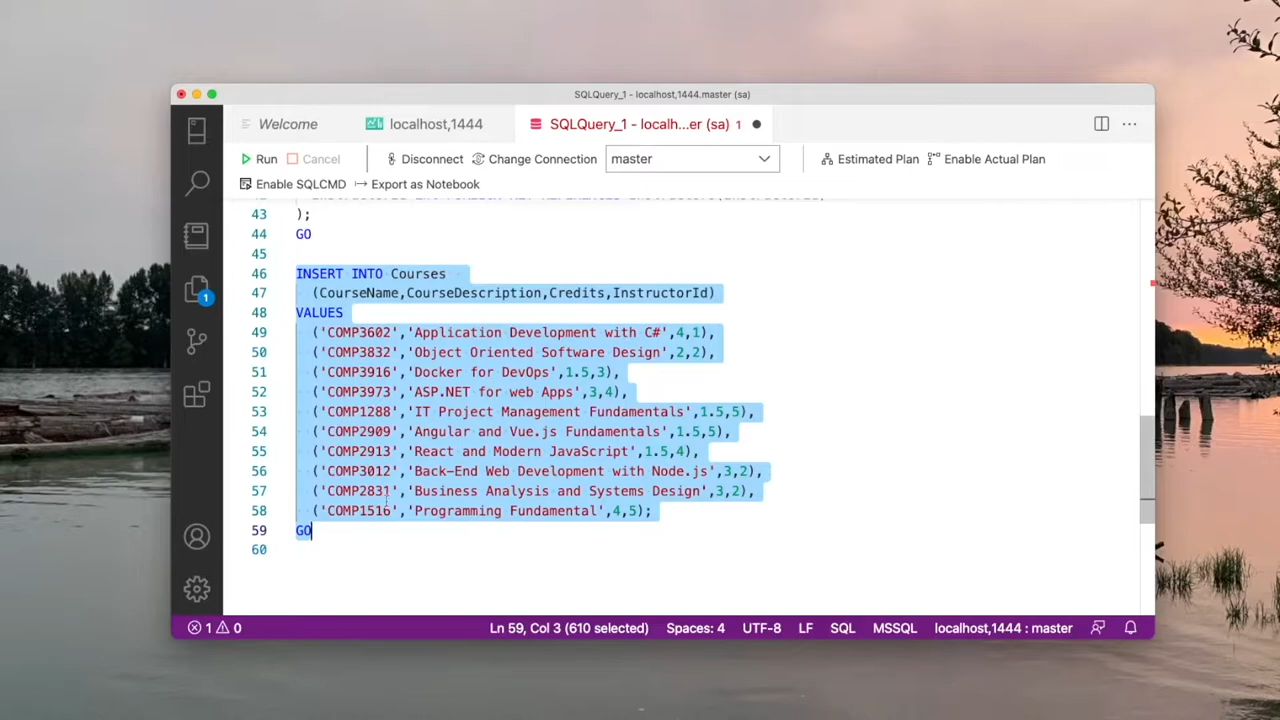 SQLQuery_1 - localhost,1444.master (sa)
Welcome
localhost,1444
SQLQuery_1 - localh...er (sa) 1
Run
Cancel
Disconnect
Change Connection
master
Estimated Plan
Enable Actual Plan
Enable SQLCMD
Export as Notebook
43 );
44 GO
45
46 INSERT INTO Courses
47 (CourseName,CourseDescription,Credits,InstructorId)
48 VALUES
49 ('COMP3602','Application Development with C#',4,1),
50 ('COMP3832','Object Oriented Software Design',2,2),
51 ('COMP3916','Docker for DevOps',1.5,3),
52 ('COMP3973','ASP.NET for web Apps',3,4),
53 ('COMP1288','IT Project Management Fundamentals',1.5,5),
54 ('COMP2909','Angular and Vue.js Fundamentals',1.5,5),
55 ('COMP2913','React and Modern JavaScript',1.5,4),
56 ('COMP3012','Back-End Web Development with Node.js',3,2),
57 ('COMP2831','Business Analysis and Systems Design',3,2),
58 ('COMP1516','Programming Fundamental',4,5);
59 GO
60
1
1 0
Ln 59, Col 3 (610 selected)
Spaces: 4
UTF-8
LF
SQL
MSSQL
localhost,1444 : master